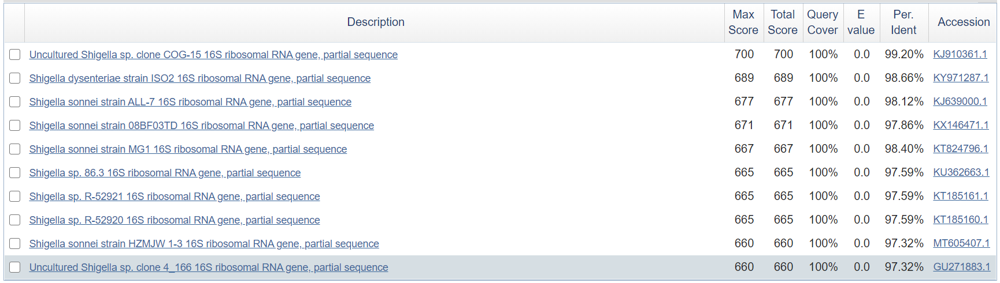 Description Max Score Total Score Query Cover E value Per. Ident Accession
Uncultured Shigella sp. clone COG-15 16S ribosomal RNA gene, partial sequence 700 700 100% 0.0 99.20% KJ910361.1
Shigella dysenteriae strain ISO2 16S ribosomal RNA gene, partial sequence 689 689 100% 0.0 98.66% KY971287.1
Shigella sonnei strain ALL-7 16S ribosomal RNA gene, partial sequence 677 677 100% 0.0 98.12% KJ639000.1
Shigella sonnei strain 08BF03TD 16S ribosomal RNA gene, partial sequence 671 671 100% 0.0 97.86% KX146471.1
Shigella sonnei strain MG1 16S ribosomal RNA gene, partial sequence 667 667 100% 0.0 98.40% KT824796.1
Shigella sp. 86.3 16S ribosomal RNA gene, partial sequence 665 665 100% 0.0 97.59% KU362663.1
Shigella sp. R-52921 16S ribosomal RNA gene, partial sequence 665 665 100% 0.0 97.59% KT185161.1
Shigella sp. R-52920 16S ribosomal RNA gene, partial sequence 665 665 100% 0.0 97.59% KT185160.1
Shigella sonnei strain HZMJW 1-3 16S ribosomal RNA gene, partial sequence 660 660 100% 0.0 97.32% MT605407.1
Uncultured Shigella sp. clone 4_166 16S ribosomal RNA gene, partial sequence 660 660 100% 0.0 97.32% GU271883.1